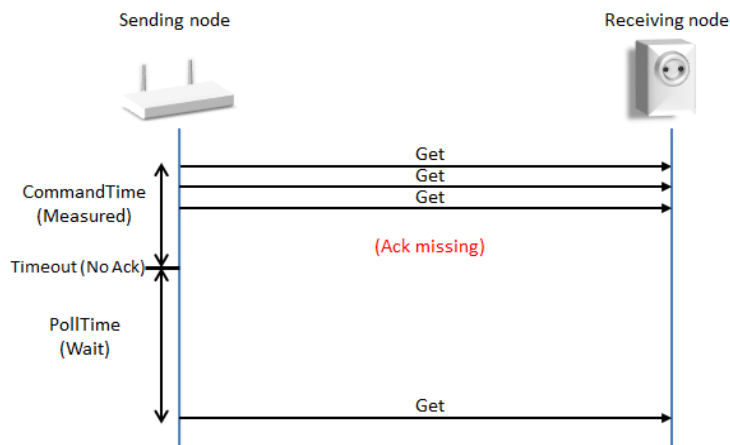 Sending node
Receiving node
Get
Get
CommandTime
(Measured)
Get
(Ack missing)
Timeout (No Ack)
PollTime
(Wait)
Get